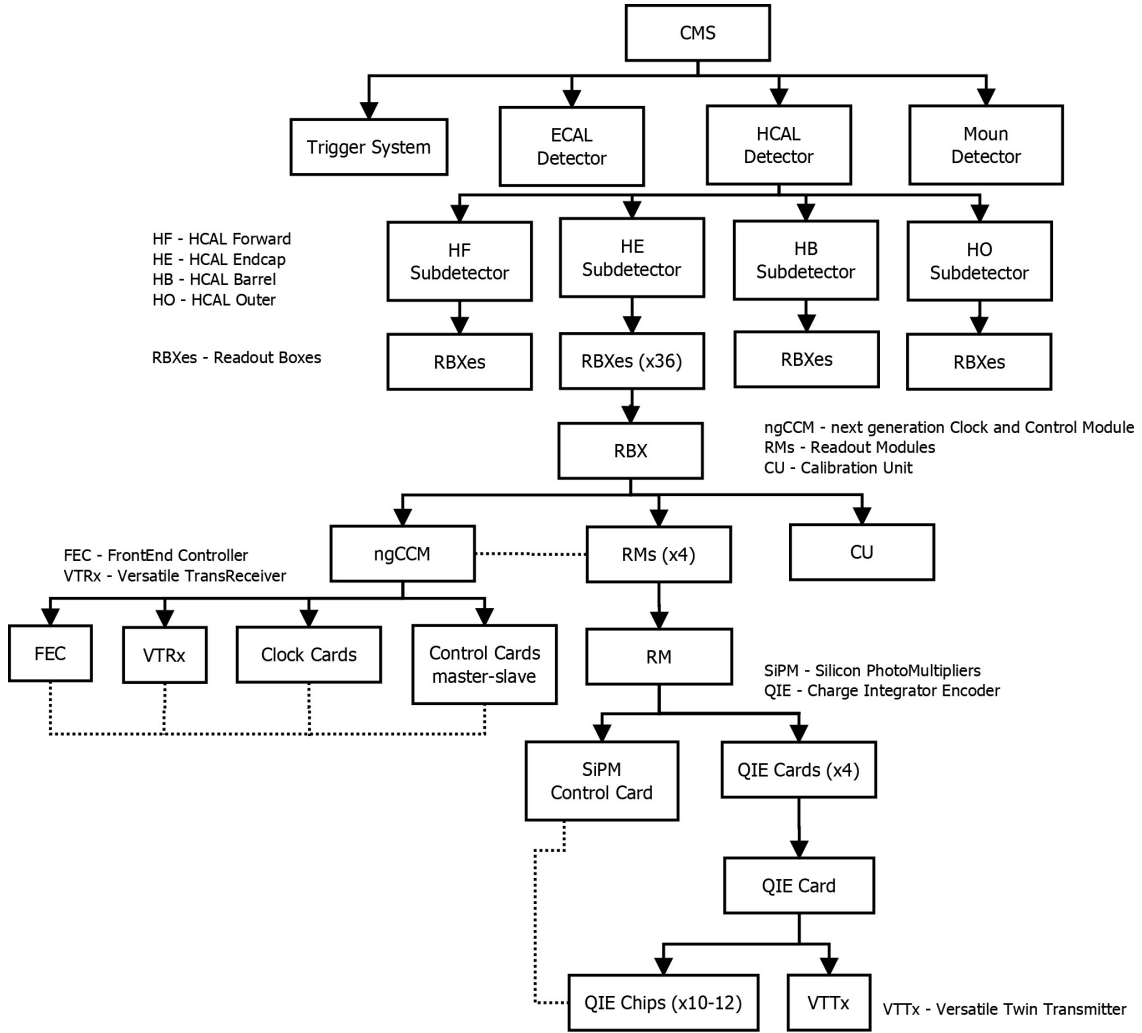 CMS
Trigger System
ECAL
Detector
HCAL
Detector
Moun
Detector
HF - HCAL Forward
HE - HCAL Endcap
HB - HCAL Barrel
HO - HCAL Outer
HF
Subdetector
HE
Subdetector
HB
Subdetector
HO
Subdetector
RBXes - Readout Boxes
RBXes
RBXes (x36)
RBXes
RBXes
RBX
ngCCM - next generation Clock and Control Module
RMs - Readout Modules
CU - Calibration Unit
ngCCM
RMs (x4)
CU
FEC - FrontEnd Controller
VTRx - Versatile TransReceiver
FEC
VTRx
Clock Cards
Control Cards
master-slave
RM
SiPM - Silicon PhotoMultipliers
QIE - Charge Integrator Encoder
SiPM
Control Card
QIE Cards (x4)
QIE Card
QIE Chips (x10-12)
VTTx
VTTx - Versatile Twin Transmitter